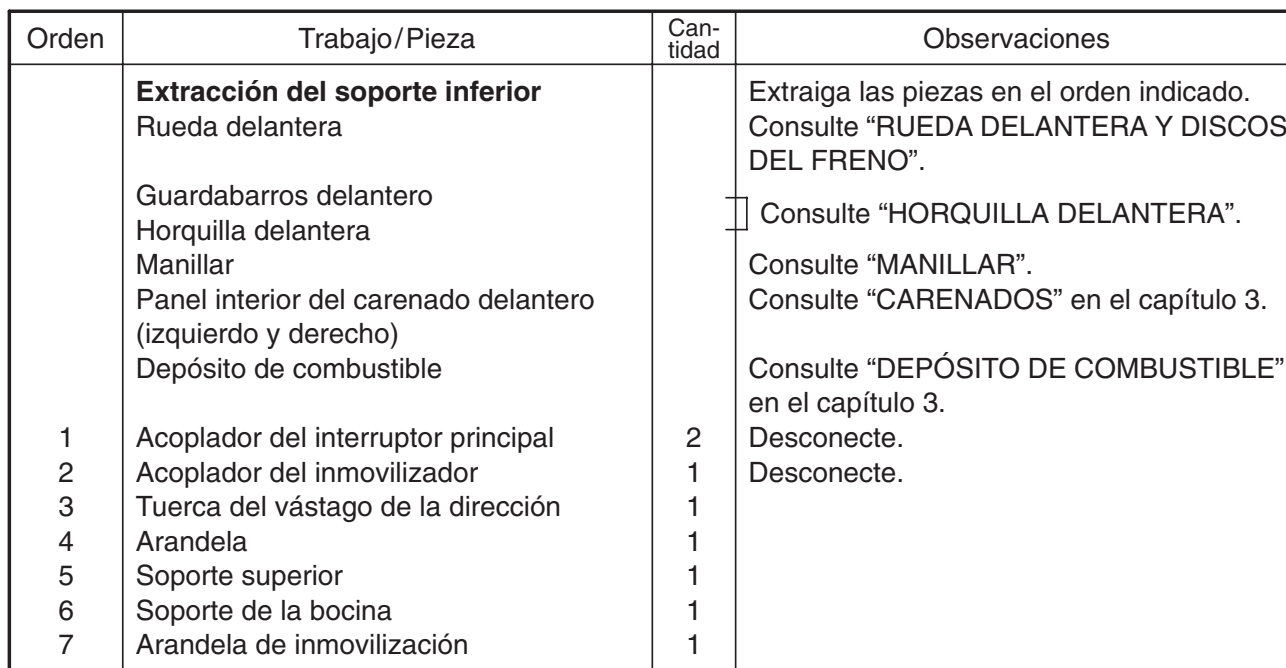 Orden Trabajo/Pieza Can-
tidad Observaciones
Extracción del soporte inferior Extraiga las piezas en el orden indicado.
Rueda delantera Consulte “RUEDA DELANTERA Y DISCOS
DEL FRENO”.
Guardabarros delantero
Consulte “HORQUILLA DELANTERA”.
Horquilla delantera
Manillar Consulte “MANILLAR”.
Panel interior del carenado delantero Consulte “CARENADOS” en el capítulo 3.
(izquierdo y derecho)
Depósito de combustible Consulte “DEPÓSITO DE COMBUSTIBLE”
en el capítulo 3.
1 Acoplador del interruptor principal 2 Desconecte.
2 Acoplador del inmovilizador 1 Desconecte.
3 Tuerca del vástago de la dirección 1
4 Arandela 1
5 Soporte superior 1
6 Soporte de la bocina 1
7 Arandela de inmovilización 1